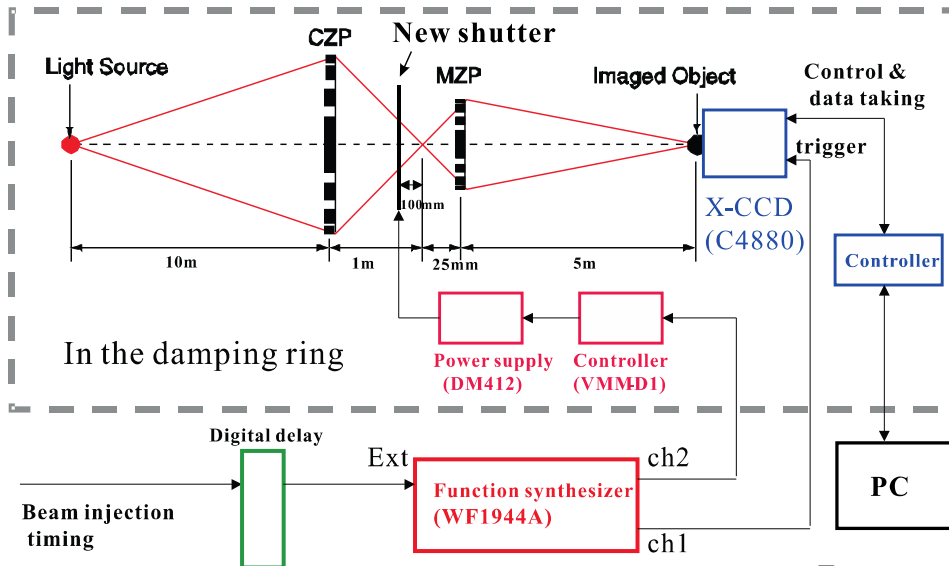 New shutter
CZP
MZP
Light Source
Imaged Object
Control &
data taking
trigger
100mm
X-CCD
(C4880)
10m
1m
25mm
5m
Controller
In the damping ring
Power supply
(DM412)
Controller
(VMM-D1)
Digital delay
Ext
ch2
Function synthesizer
(WF1944A)
PC
Beam injection
timing
ch1